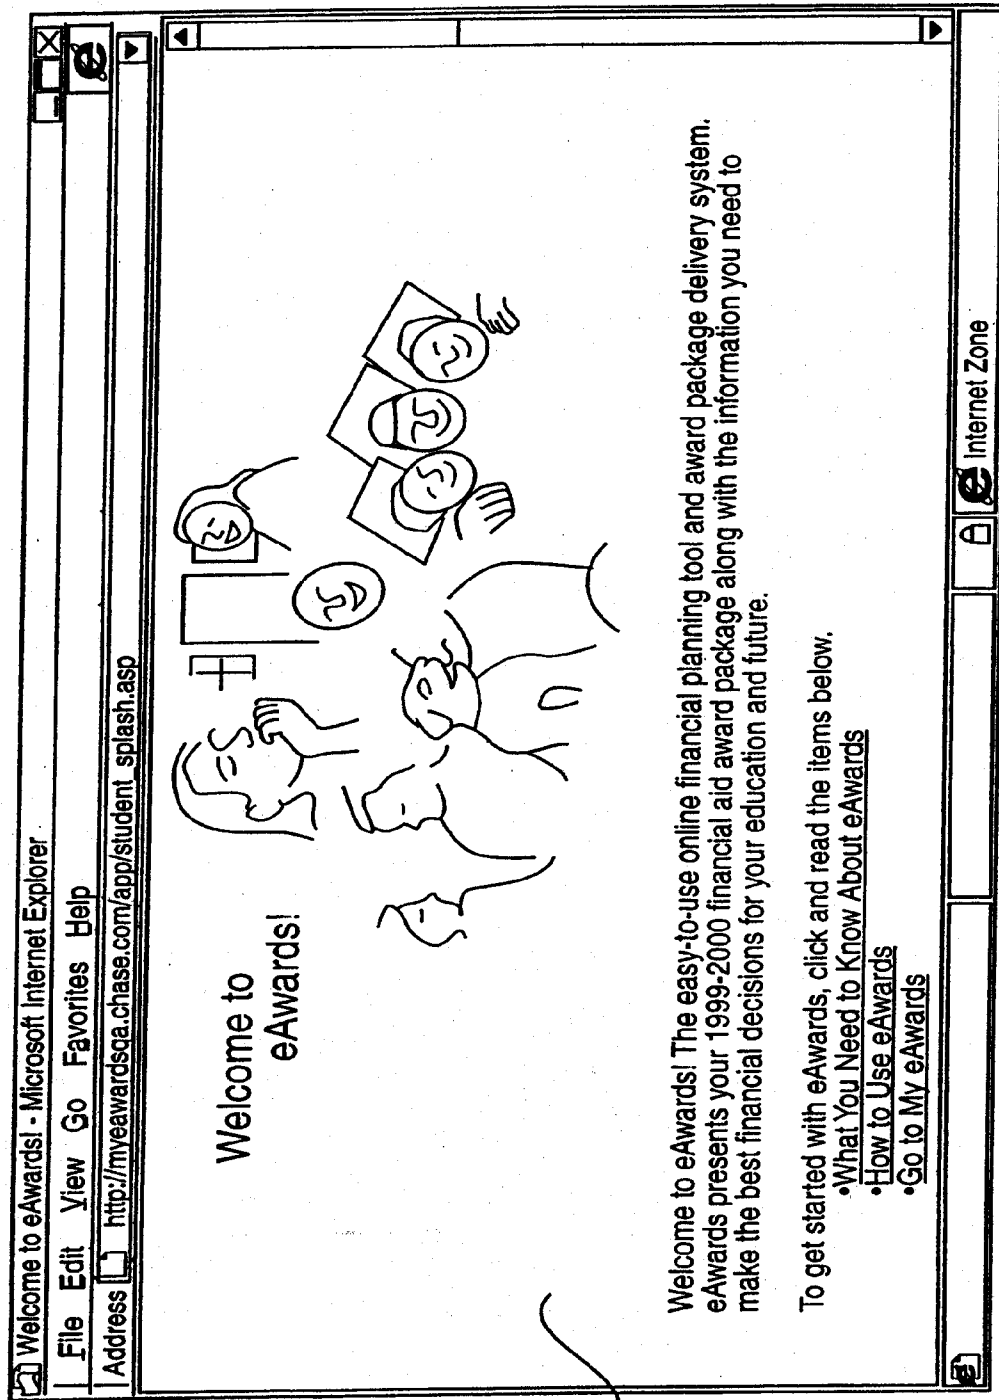 Welcome to eAwards! - Microsoft Internet Explorer
File Edit View Go Favorites Help
Address http://myeawardsqa.chase.com/app/student_splash.asp
Welcome to
eAwards!
Welcome to eAwards! The easy-to-use online financial planning tool and award package delivery system.
eAwards presents your 1999-2000 financial aid award package along with the information you need to
make the best financial decisions for your education and future.
To get started with eAwards, click and read the items below.
•What You Need to Know About eAwards
•How to Use eAwards
•Go to My eAwards
Internet Zone